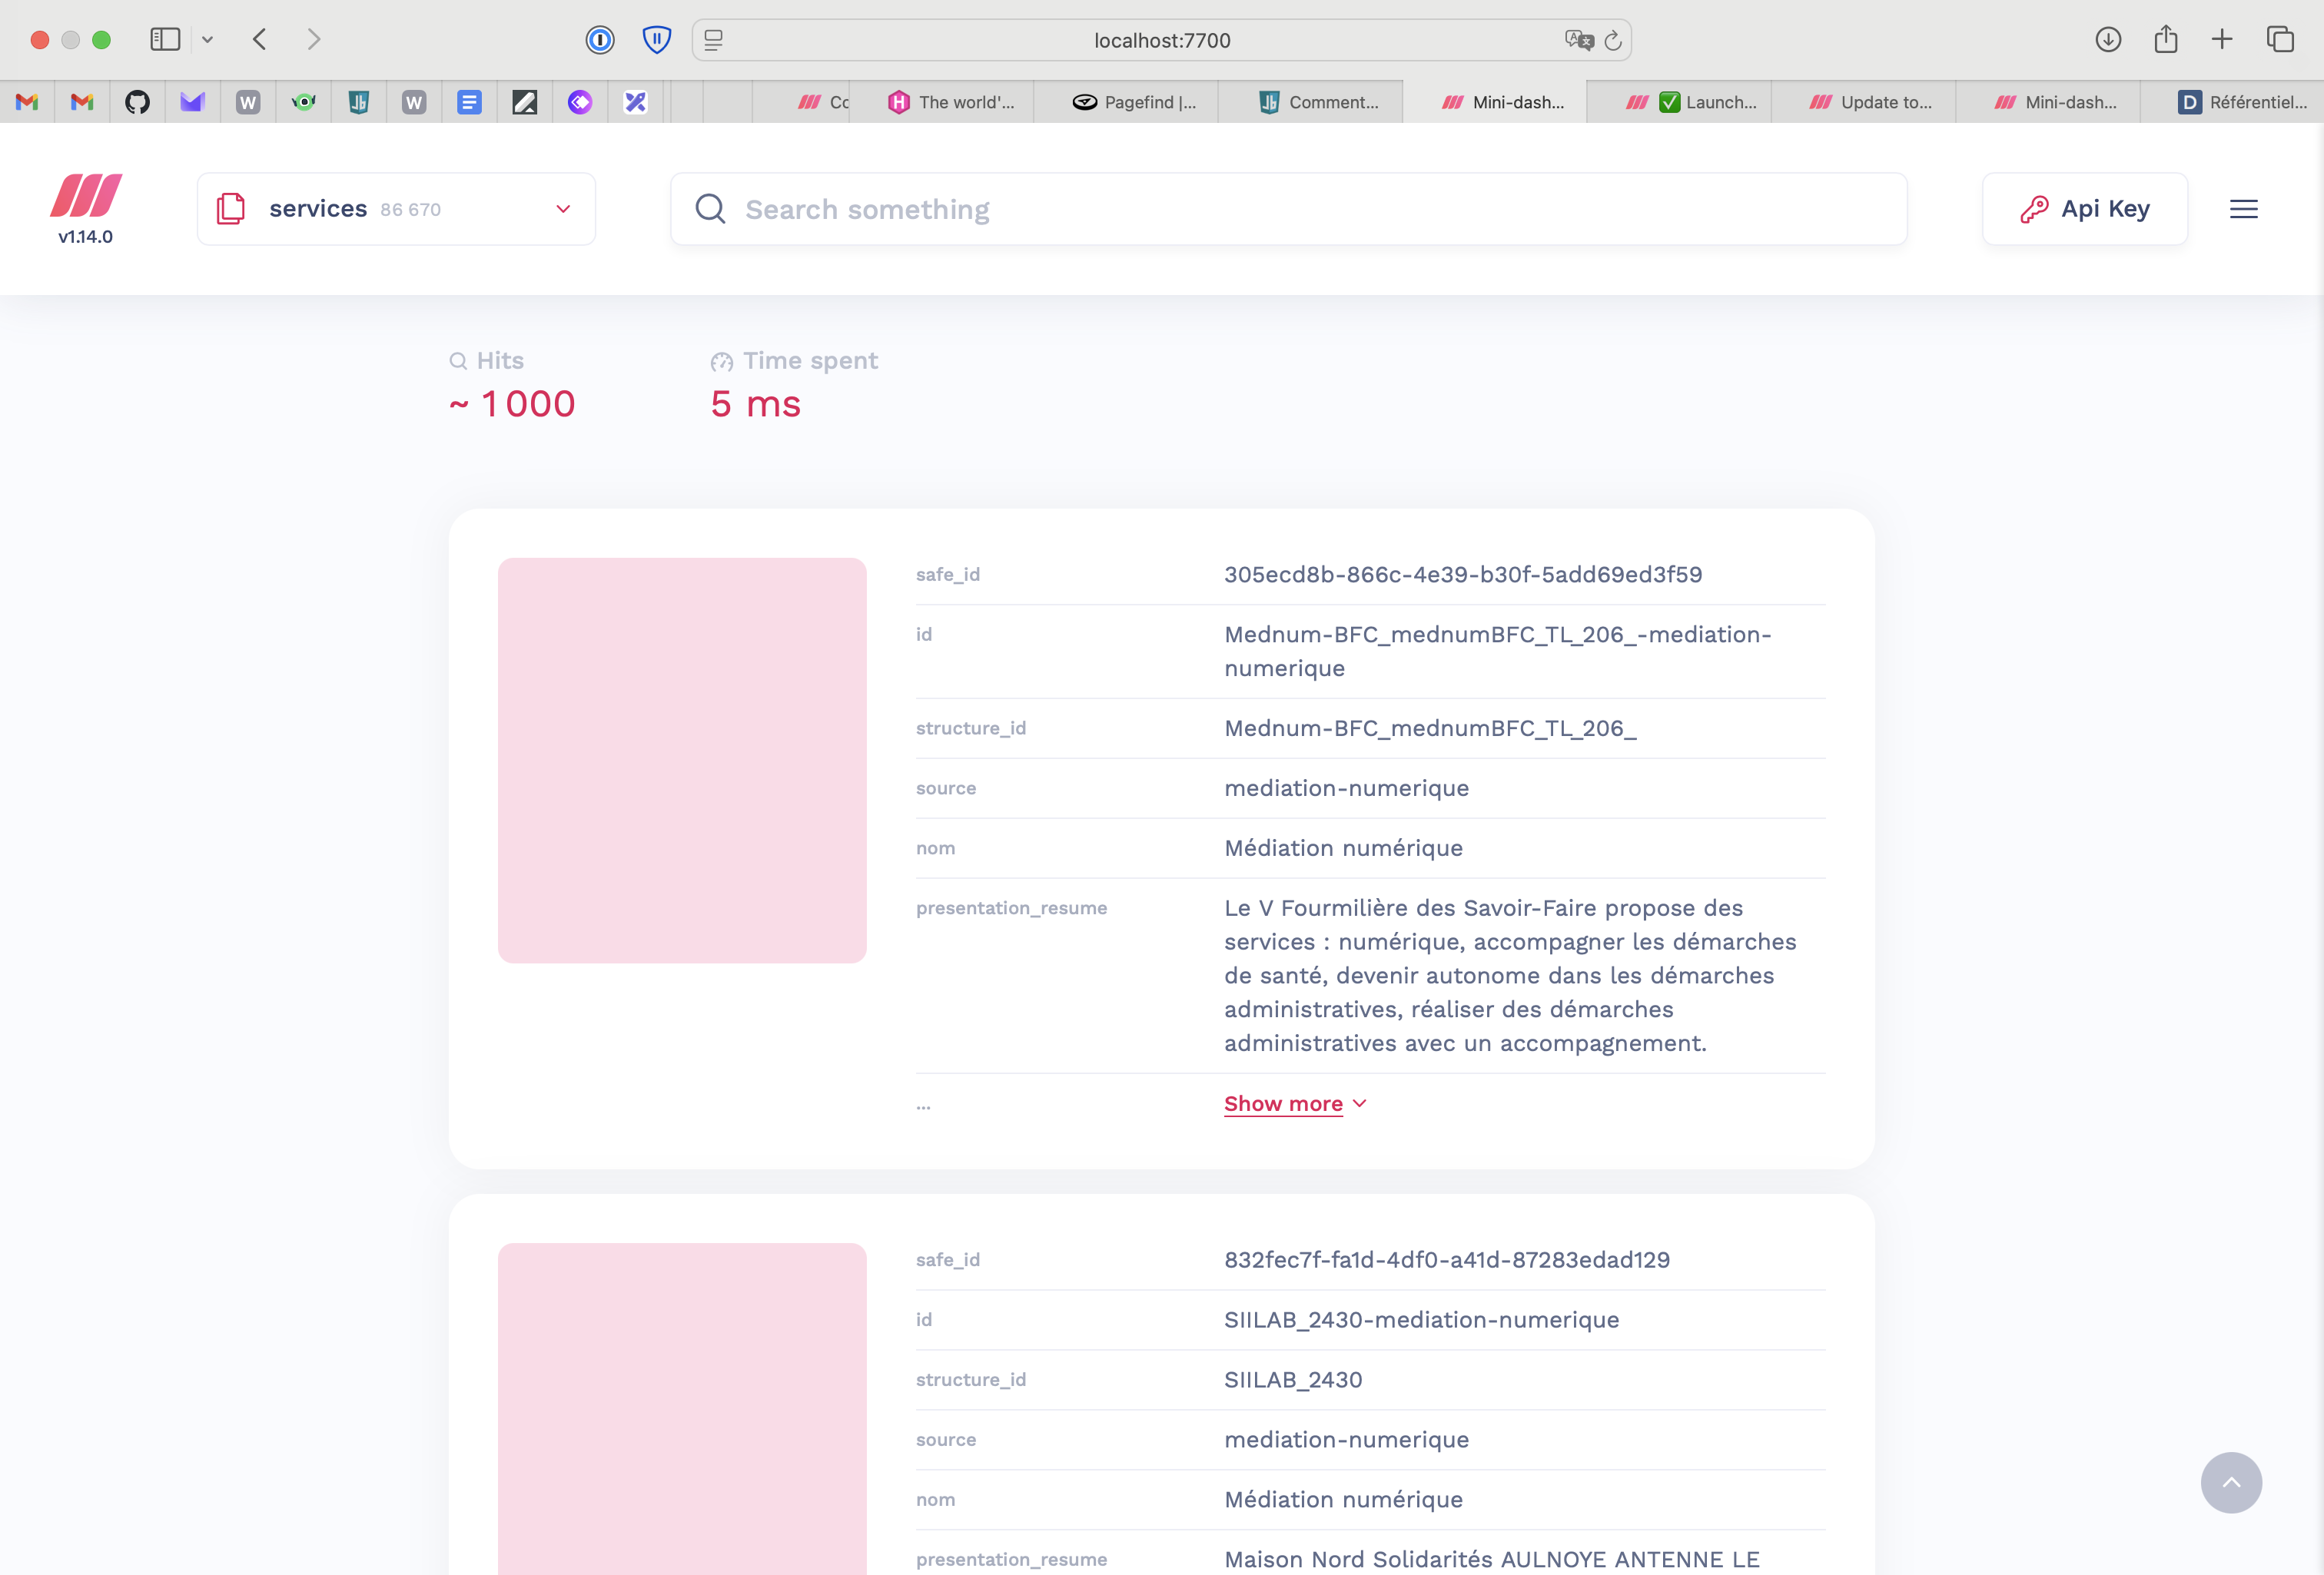 localhost:7700
W
W
Co
The world'...
Pagefind |...
Comment...
Mini-dash...
Launch...
Update to...
Mini-dash...
D
Référentiel...
v1.14.0
services 86 670
Search something
Api Key
Hits
~ 1 000
Time spent
5 ms
safe_id
305ecd8b-866c-4e39-b30f-5add69ed3f59
id
Mednum-BFC_mednumBFC_TL_206_-mediation-
numerique
structure_id
Mednum-BFC_mednumBFC_TL_206_
source
mediation-numerique
nom
Médiation numérique
presentation_resume
Le V Fourmilière des Savoir-Faire propose des
services : numérique, accompagner les démarches
de santé, devenir autonome dans les démarches
administratives, réaliser des démarches
administratives avec un accompagnement.
...
Show more
safe_id
832fec7f-fa1d-4df0-a41d-87283edad129
id
SIILAB_2430-mediation-numerique
structure_id
SIILAB_2430
source
mediation-numerique
nom
Médiation numérique
presentation_resume
Maison Nord Solidarités AULNOYE ANTENNE LE